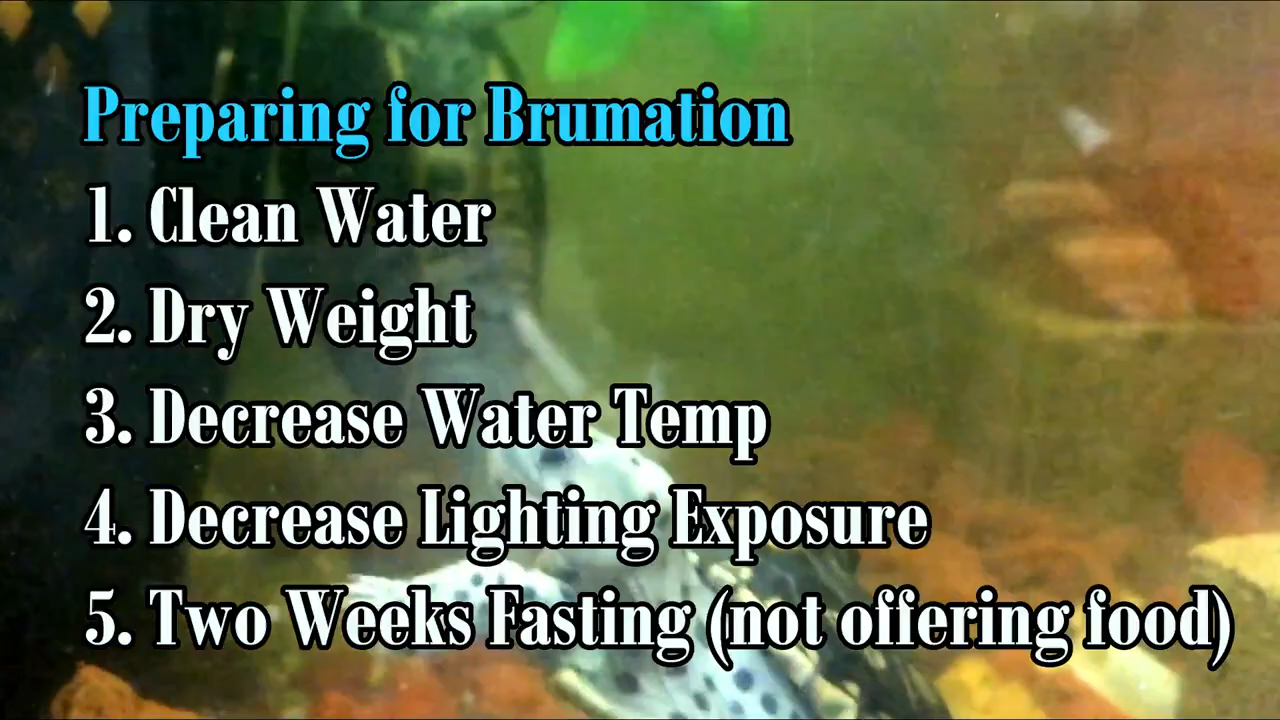 Preparing for Brumation
1. Clean Water
2. Dry Weight
3. Decrease Water Temp
4. Decrease Lighting Exposure
5. Two Weeks Fasting (not offering food)